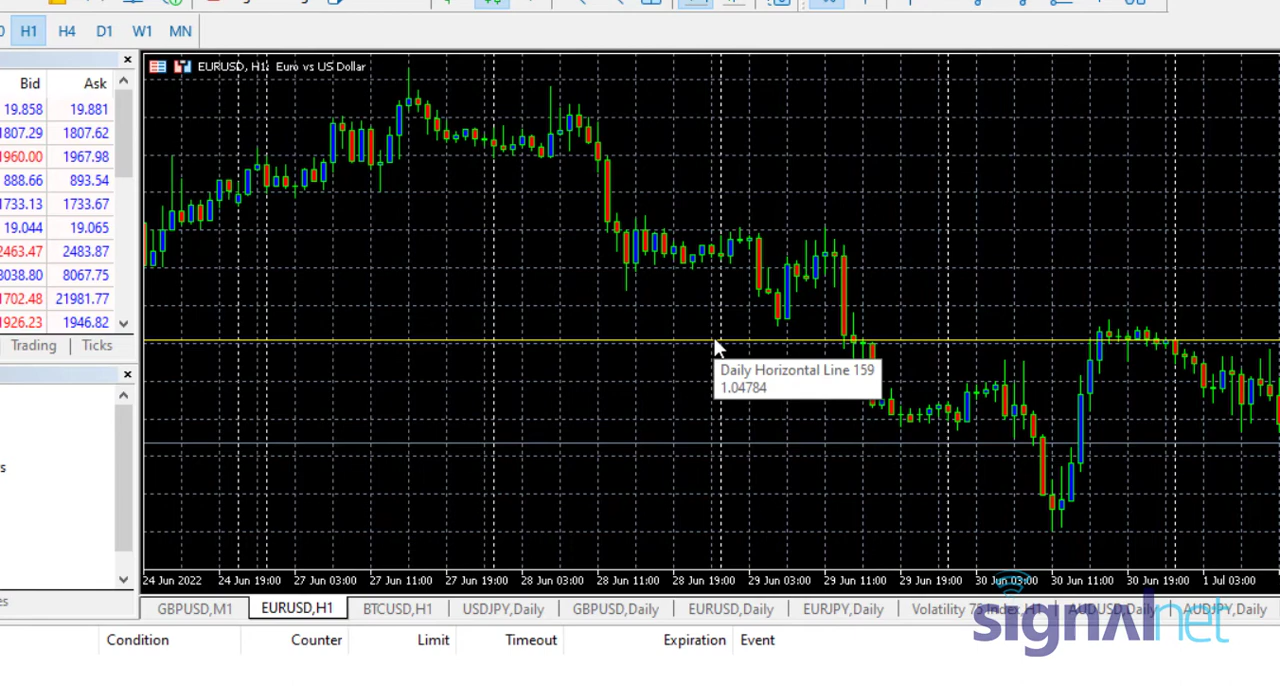 H1 H4 D1 W1 MN
EURUSD, H1: Euro vs US Dollar
Bid Ask
19.858 19.881
1807.29 1807.62
1960.00 1967.98
888.66 893.54
1733.13 1733.67
19.044 19.065
2463.47 2483.87
8038.80 8067.75
1702.48 21981.77
1926.23 1946.82
Trading Ticks
Daily Horizontal Line 159
1.04784
24 Jun 2022 24 Jun 19:00 27 Jun 03:00 27 Jun 11:00 27 Jun 19:00 28 Jun 03:00 28 Jun 11:00 28 Jun 19:00 29 Jun 03:00 29 Jun 11:00 29 Jun 19:00 30 Jun 03:00 30 Jun 11:00 30 Jun 19:00 1 Jul 03:00
GBPUSD,M1 EURUSD,H1 BTCUSD,H1 USDJPY,Daily GBPUSD,Daily EURUSD,Daily EURJPY,Daily Volatility 75 Index,H1 AUDUSD,Daily AUDJPY,Daily
signalnet
Condition Counter Limit Timeout Expiration Event